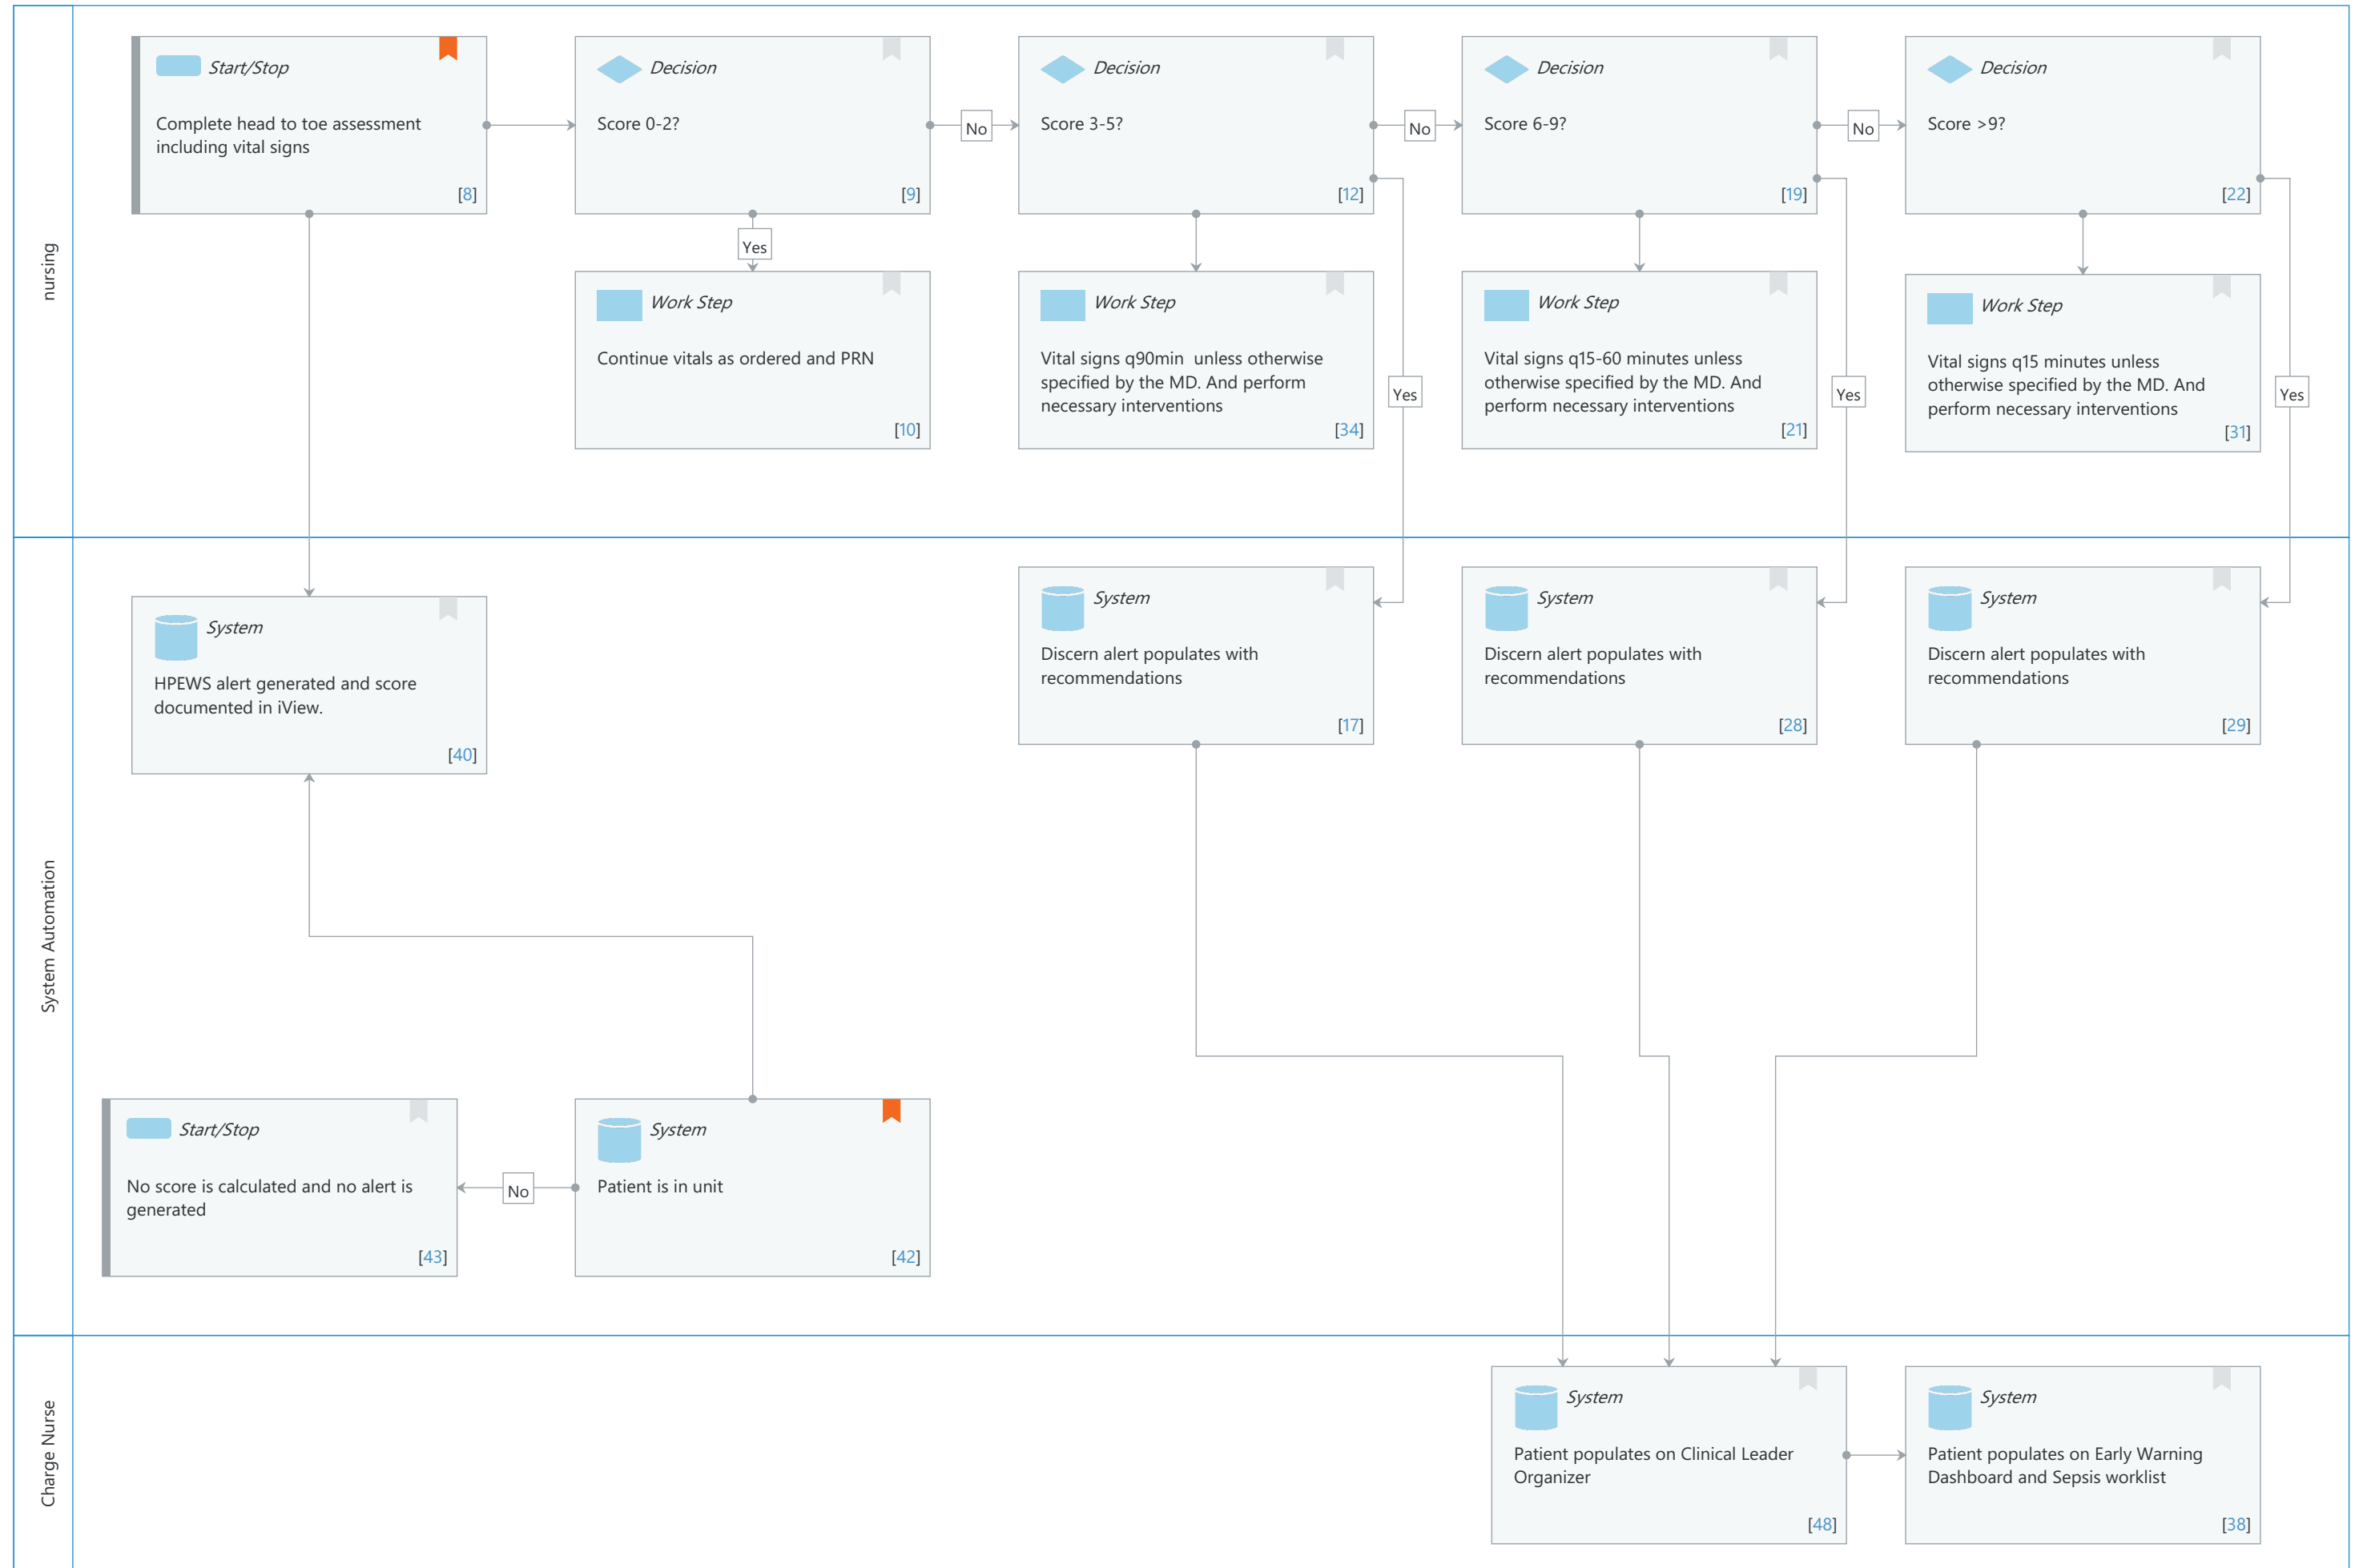 nursing
Start/Stop
Complete head to toe assessment
including vital signs
[8]
Decision
Score 0-2?
[9]
No
Decision
Score 3-5?
[12]
No
Decision
Score 6-9?
[19]
No
Decision
Score >9?
[22]
Yes
Work Step
Continue vitals as ordered and PRN
[10]
Work Step
Vital signs q90min  unless otherwise
specified by the MD. And perform
necessary interventions
[34]
Yes
Work Step
Vital signs q15-60 minutes unless
otherwise specified by the MD. And
perform necessary interventions
[21]
Yes
Work Step
Vital signs q15 minutes unless
otherwise specified by the MD. And
perform necessary interventions
[31]
Yes
System Automation
System
HPEWS alert generated and score
documented in iView.
[40]
System
Discern alert populates with
recommendations
[17]
System
Discern alert populates with
recommendations
[28]
System
Discern alert populates with
recommendations
[29]
Start/Stop
No score is calculated and no alert is
generated
[43]
No
System
Patient is in unit
[42]
Charge Nurse
System
Patient populates on Clinical Leader
Organizer
[48]
System
Patient populates on Early Warning
Dashboard and Sepsis worklist
[38]